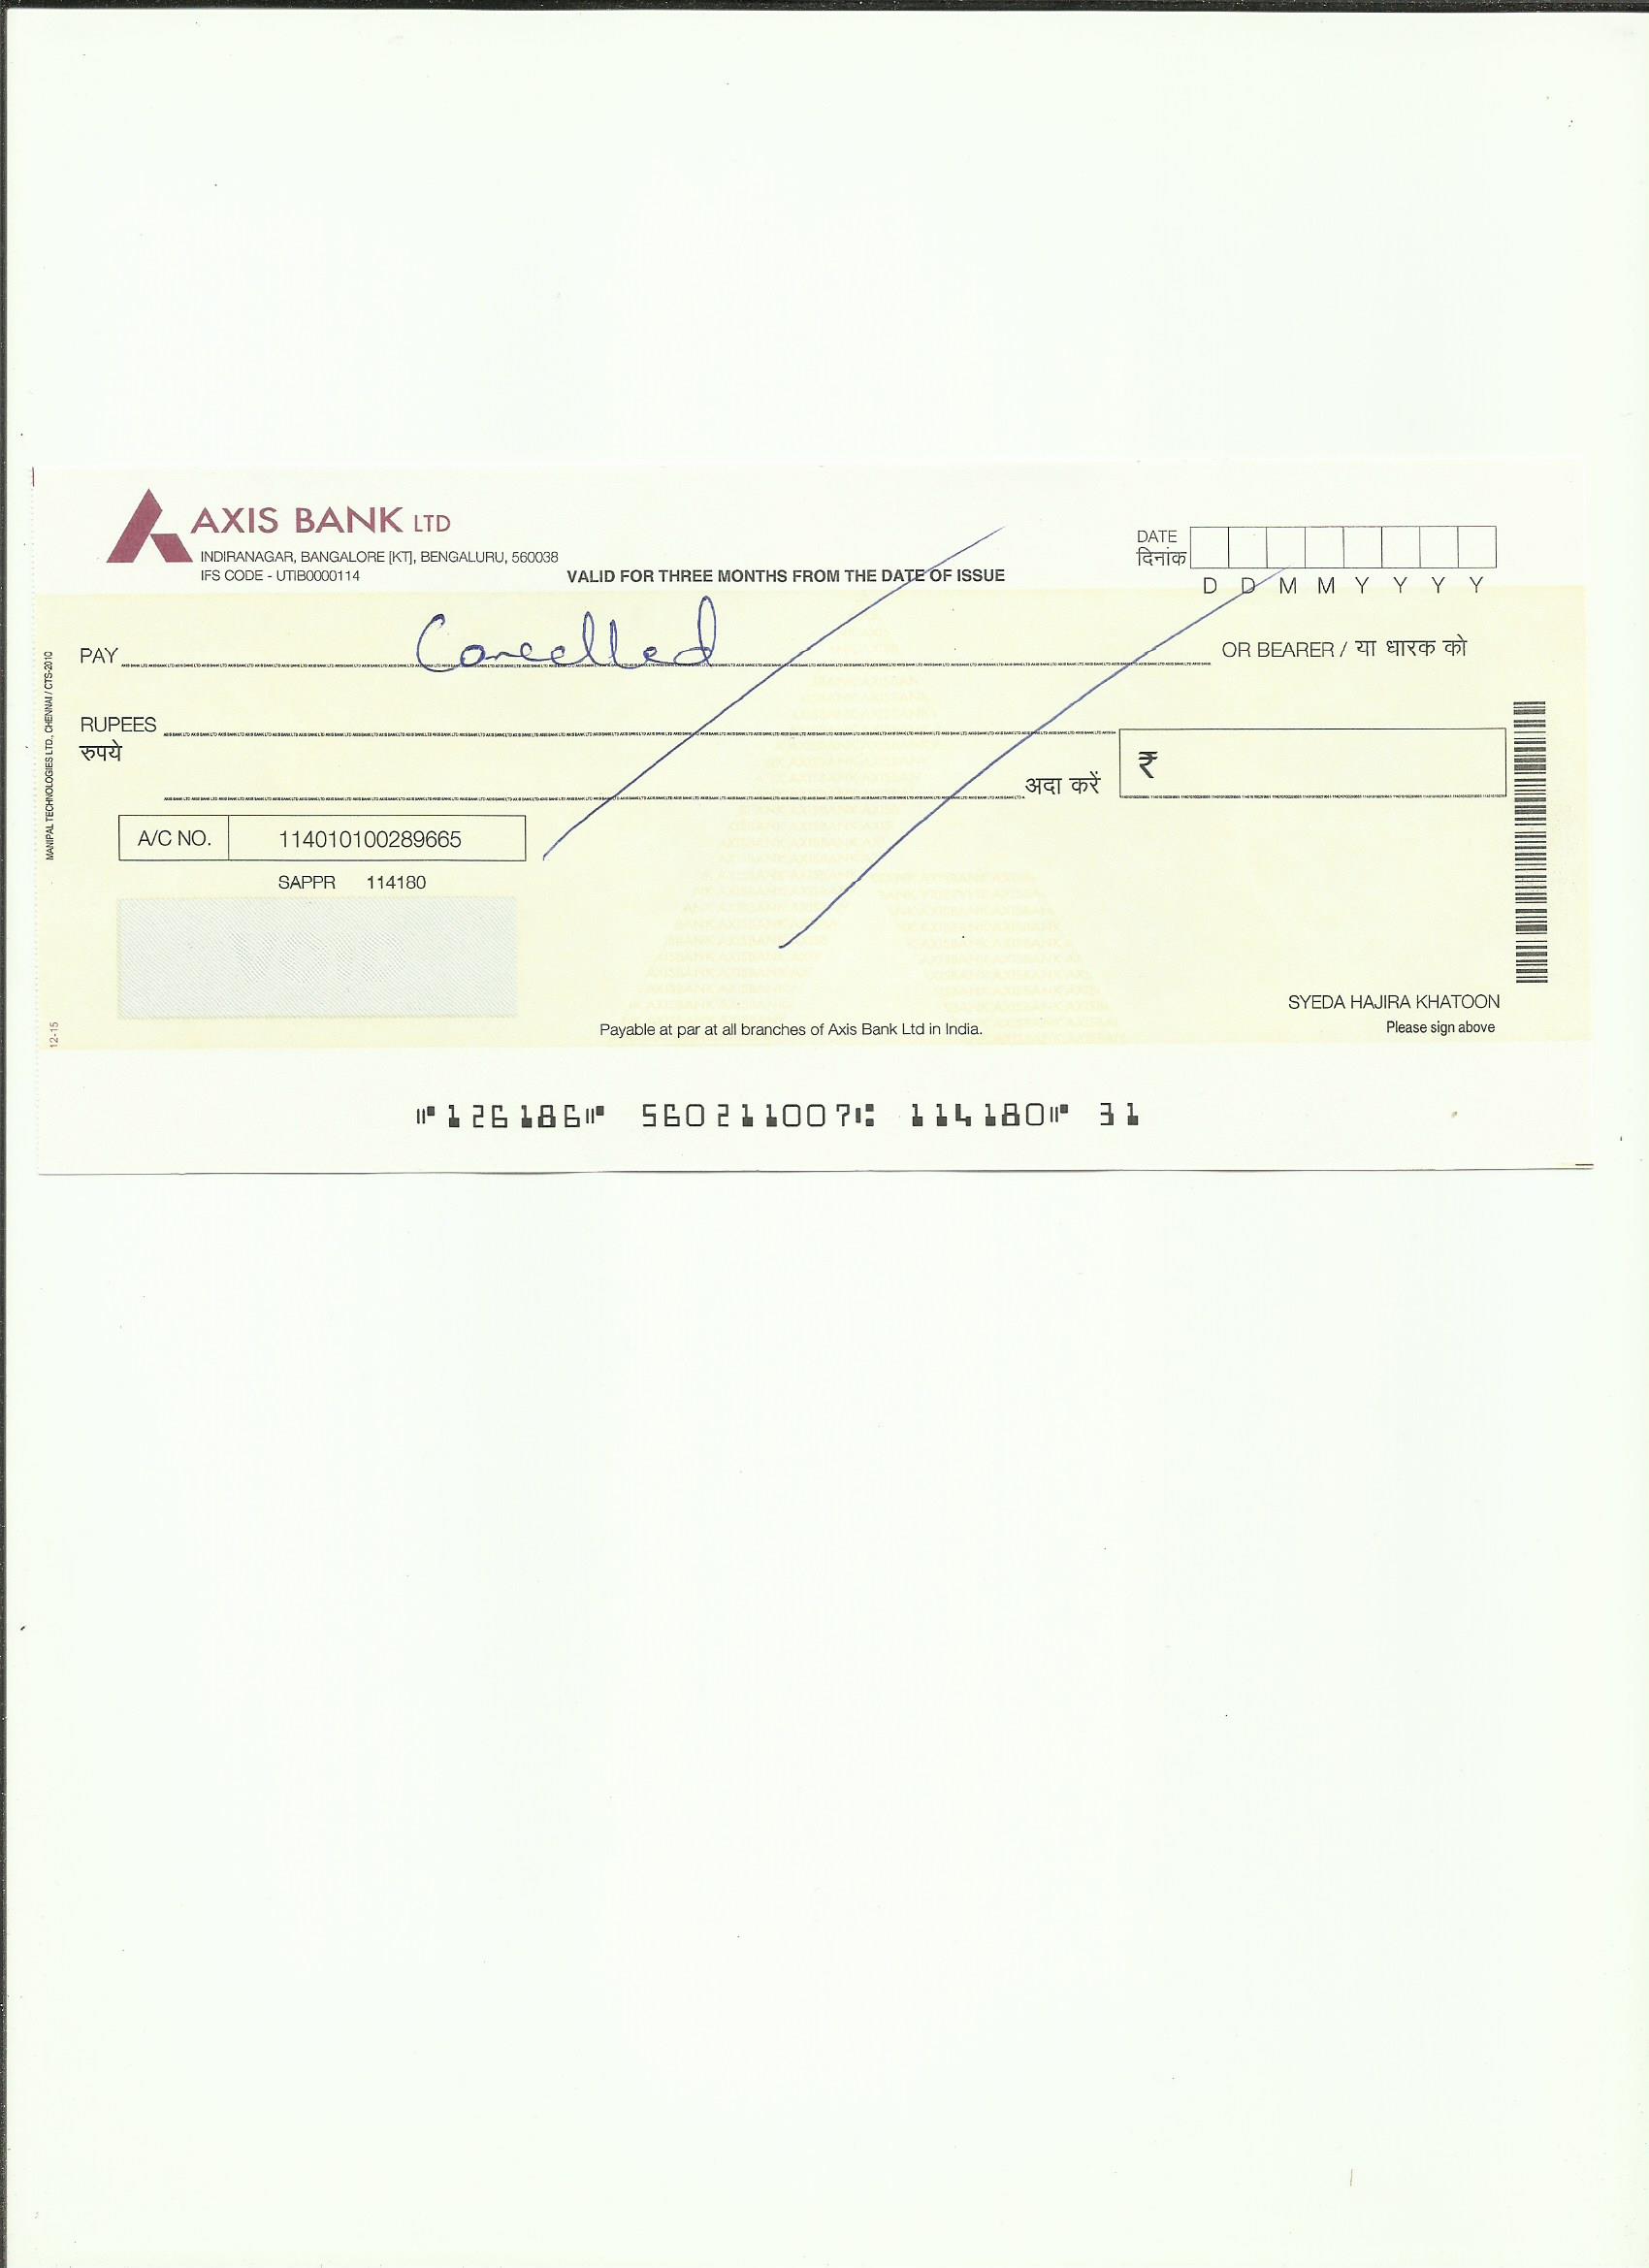 AXIS BANK LTD
INDIRANAGAR, BANGALORE [KT], BENGALURU, 560038
IFS CODE - UTIB0000114
VALID FOR THREE MONTHS FROM THE DATE OF ISSUE
DATE
दिनांक
D D M M Y Y Y Y
PAY Cancelled OR BEARER / या धारक को
RUPEES
रुपये
अदा करें ₹
A/C NO. 114010100289665
SAPPR 114180
VOID
SYEDA HAJIRA KHATOON
Please sign above
Payable at par at all branches of Axis Bank Ltd in India.
MANIPAL TECHNOLOGIES LTD., CHENNAI / CTS-2010
12-15
⑈126186⑈ 560211007⑆ 114180⑈ 31